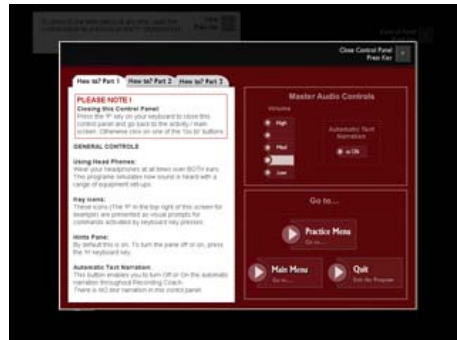 Close Control Panel
Press Key
How to? Part 1
How to? Part 2
How to? Part 3
PLEASE NOTE !
Closing this Control Panel:
Press the 'P' key on your keyboard to close this
control panel and go back to the activity / main
screen. Otherwise click on one of the 'Go to' buttons
GENERAL CONTROLS
Using Head Phones:
Wear your headphones at all times over BOTH ears.
This programe simulates how sound is heard with a
range of equipment set-ups.
Key Icons:
These icons (The 'P' in the top right of this screen for
example) are presented as visual prompts for
commands activated by keyboard key presses.
Hints Pane:
By default this is on. To turn the pane off or on, press
the 'H' keyboard key.
Automatic Text Narration:
This button enables you to turn Off or On the automatic
narration throughout Recording Coach.
There is NO text narration in this control panel.
Master Audio Controls
Volume
High
Med
Low
Automatic Text
Narration
is ON
Go to...
Practice Menu
Go to...
Main Menu
Go to...
Quit
Exit the Program